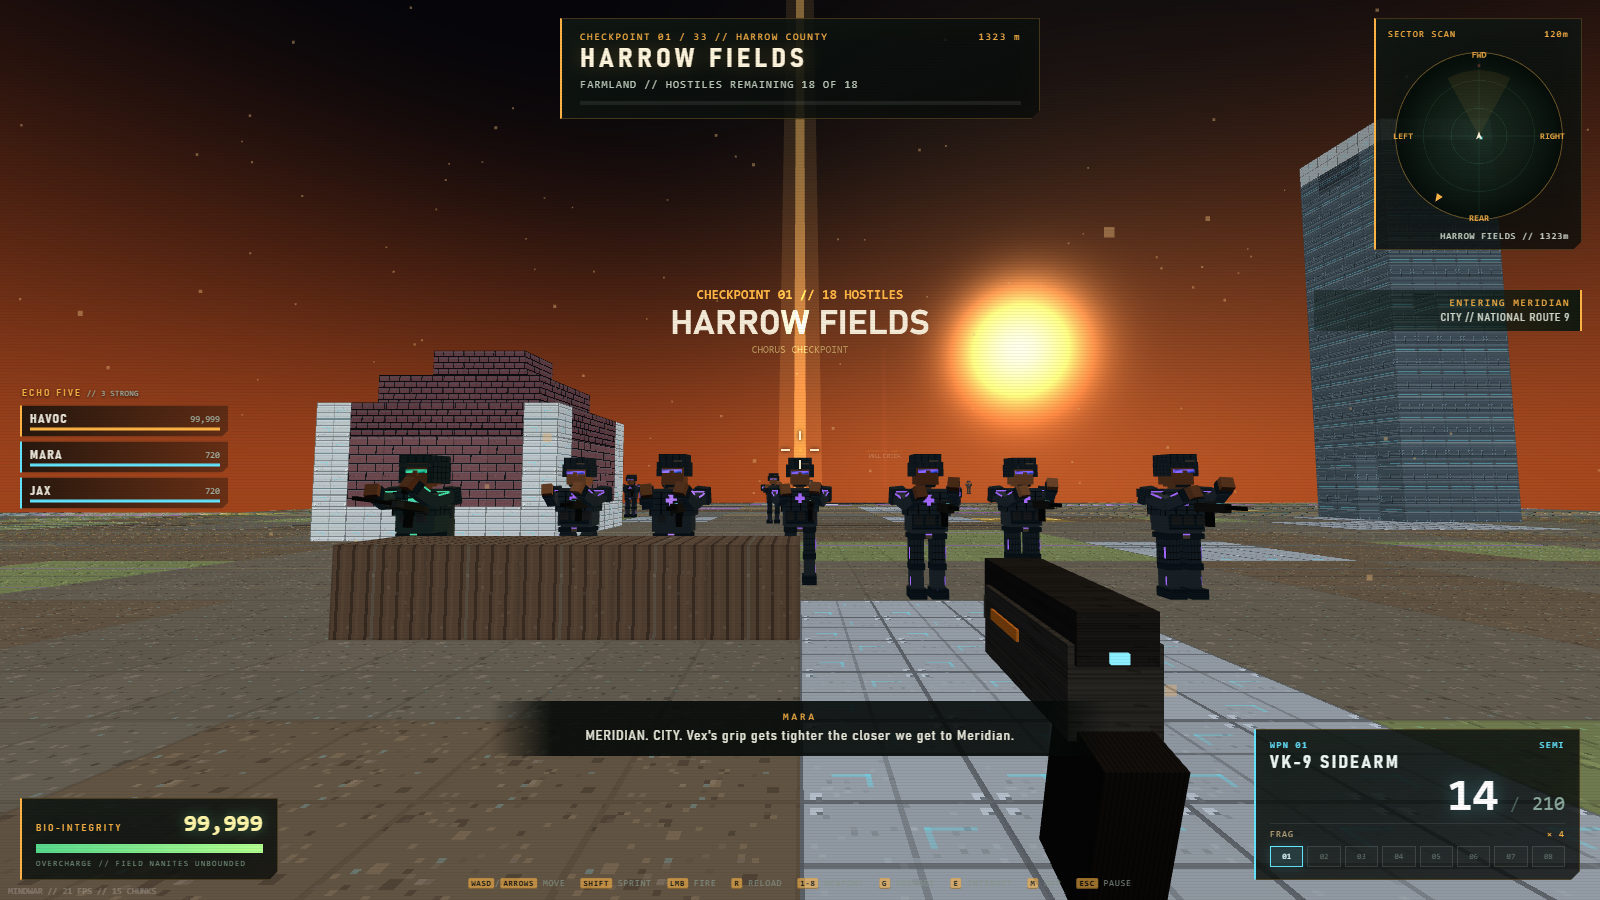 CHECKPOINT 01 / 33 // HARROW COUNTY 1323 m
HARROW FIELDS
FARMLAND // HOSTILES REMAINING 18 OF 18
SECTOR SCAN 120m
FWD
LEFT RIGHT
REAR
HARROW FIELDS // 1323m
ENTERING MERIDIAN
CITY // NATIONAL ROUTE 9
CHECKPOINT 01 // 18 HOSTILES
HARROW FIELDS
CHORUS CHECKPOINT
ECHO FIVE // 3 STRONG
HAVOC 99,999
MARA 720
JAX 720
MARA
MERIDIAN. CITY. Vex's grip gets tighter the closer we get to Meridian.
BIO-INTEGRITY 99,999
OVERCHARGE // FIELD NANITES UNBOUNDED
MINDWAR // 21 FPS // 15 CHUNKS
WASD ARROWS MOVE SHIFT SPRINT LMB FIRE R RELOAD 1-8 G E M ESC PAUSE
WPN 01 SEMI
VK-9 SIDEARM
14 / 210
FRAG × 4
01 02 03 04 05 06 07 08